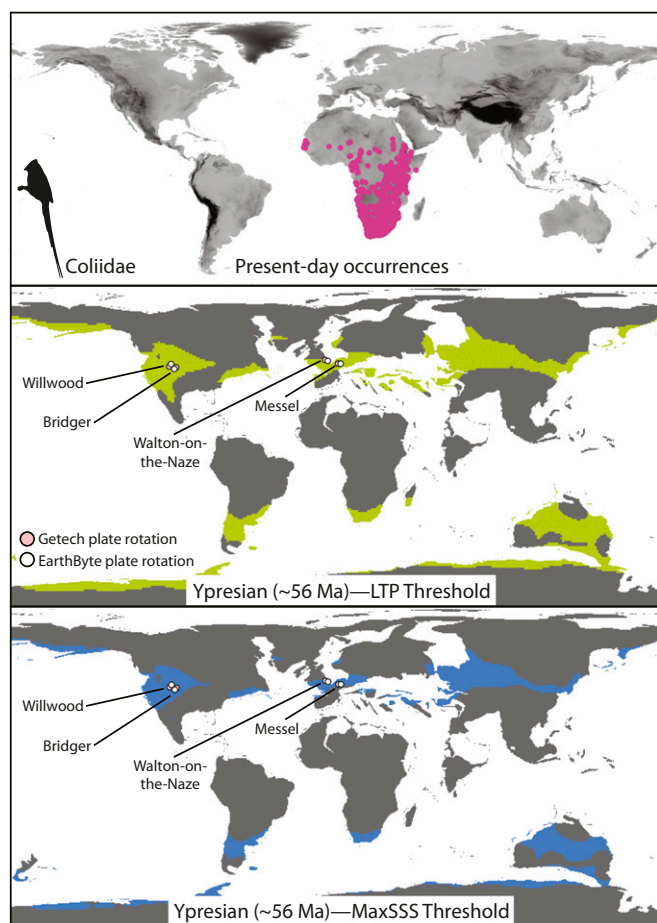 Coliidae
Present-day occurrences
Willwood
Bridger
Walton-on-
the-Naze
Messel
Getech plate rotation
EarthByte plate rotation
Ypresian (~56 Ma)—LTP Threshold
Willwood
Bridger
Walton-on-
the-Naze
Messel
Ypresian (~56 Ma)—MaxSSS Threshold